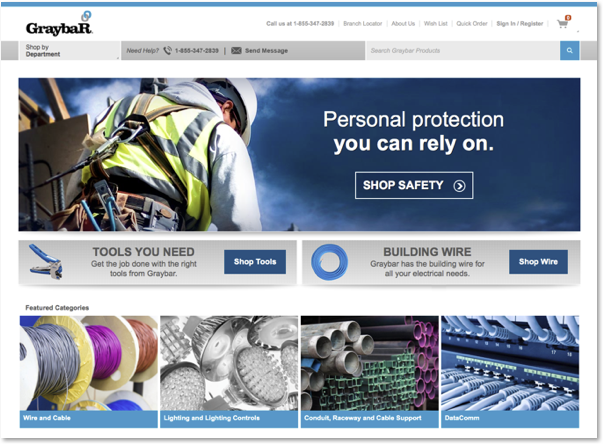 GraybaR
Call us at 1-855-347-2839 | Branch Locator | About Us | Wish List | Quick Order | Sign In / Register
0
Shop by
Department
Need Help? 1-855-347-2839 | Send Message
Search Graybar Products
Personal protection
you can rely on.
SHOP SAFETY
TOOLS YOU NEED
Get the job done with the right
tools from Graybar.
Shop Tools
BUILDING WIRE
Graybar has the building wire for
all your electrical needs.
Shop Wire
Featured Categories
Wire and Cable
Lighting and Lighting Controls
Conduit, Raceway and Cable Support
DataComm